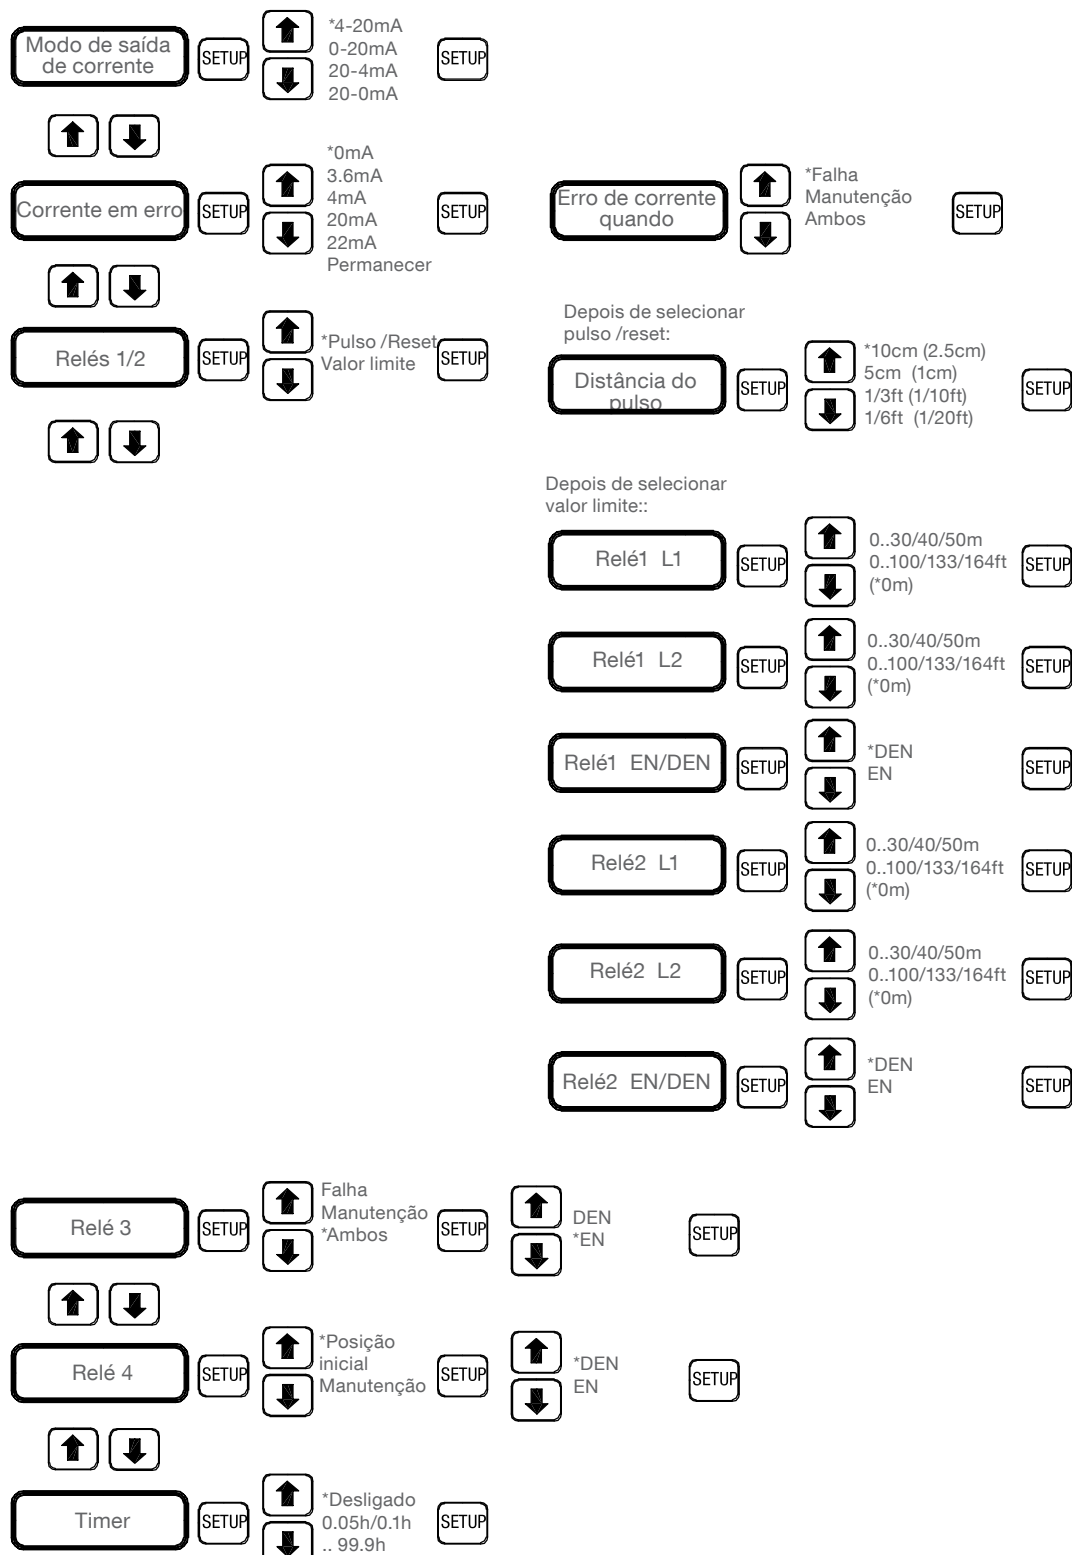 Modo de saída
de corrente
SETUP
*4-20mA
0-20mA
20-4mA
20-0mA
SETUP
Corrente em erro
SETUP
*0mA
3.6mA
4mA
20mA
22mA
Permanecer
SETUP
Erro de corrente
quando
*Falha
Manutenção
Ambos
SETUP
Relés 1/2
SETUP
*Pulso /Reset
Valor limite
SETUP
Depois de selecionar
pulso /reset:
Distância do
pulso
SETUP
*10cm (2.5cm)
5cm (1cm)
1/3ft (1/10ft)
1/6ft (1/20ft)
SETUP
Depois de selecionar
valor limite::
Relé1 L1
SETUP
0..30/40/50m
0..100/133/164ft
(*0m)
SETUP
Relé1 L2
SETUP
0..30/40/50m
0..100/133/164ft
(*0m)
SETUP
Relé1 EN/DEN
SETUP
*DEN
EN
SETUP
Relé2 L1
SETUP
0..30/40/50m
0..100/133/164ft
(*0m)
SETUP
Relé2 L2
SETUP
0..30/40/50m
0..100/133/164ft
(*0m)
SETUP
Relé2 EN/DEN
SETUP
*DEN
EN
SETUP
Relé 3
SETUP
Falha
Manutenção
*Ambos
SETUP
DEN
*EN
SETUP
Relé 4
SETUP
*Posição
inicial
Manutenção
SETUP
*DEN
EN
SETUP
Timer
SETUP
*Desligado
0.05h/0.1h
.. 99.9h
SETUP